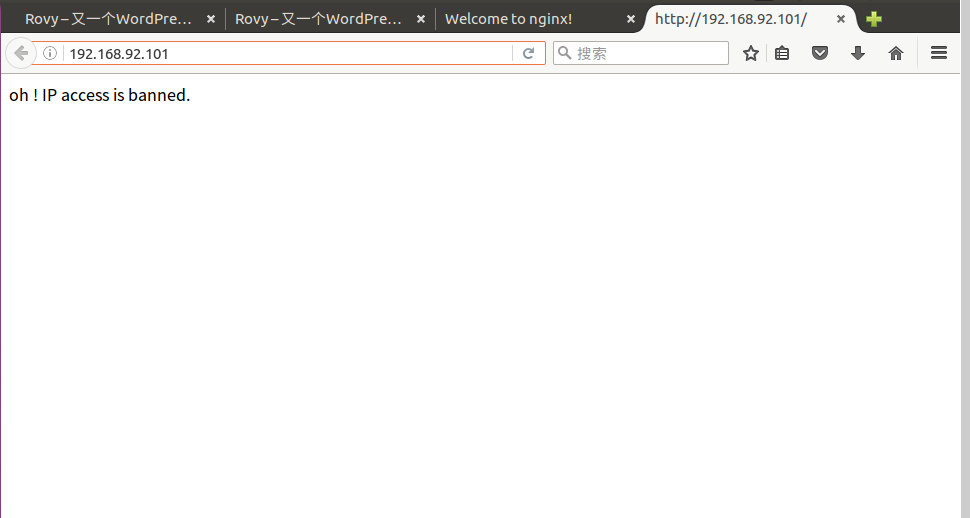 Rovy – 又一个WordPre…
Rovy – 又一个WordPre…
Welcome to nginx!
http://192.168.92.101/
192.168.92.101
搜索
oh ! IP access is banned.